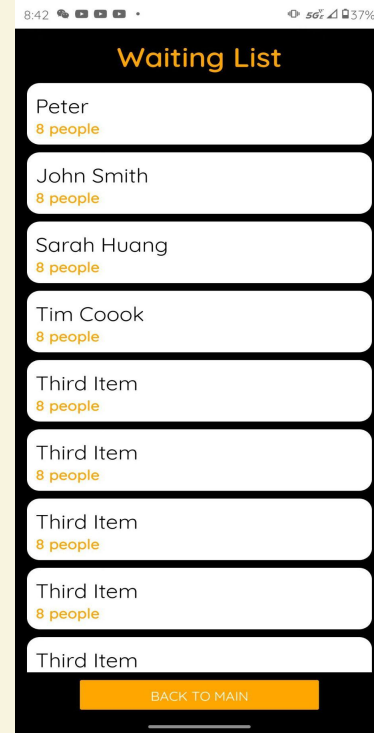 8:42
5G 37%
Waiting List
Peter
8 people
John Smith
8 people
Sarah Huang
8 people
Tim Coook
8 people
Third Item
8 people
Third Item
8 people
Third Item
8 people
Third Item
8 people
Third Item
BACK TO MAIN